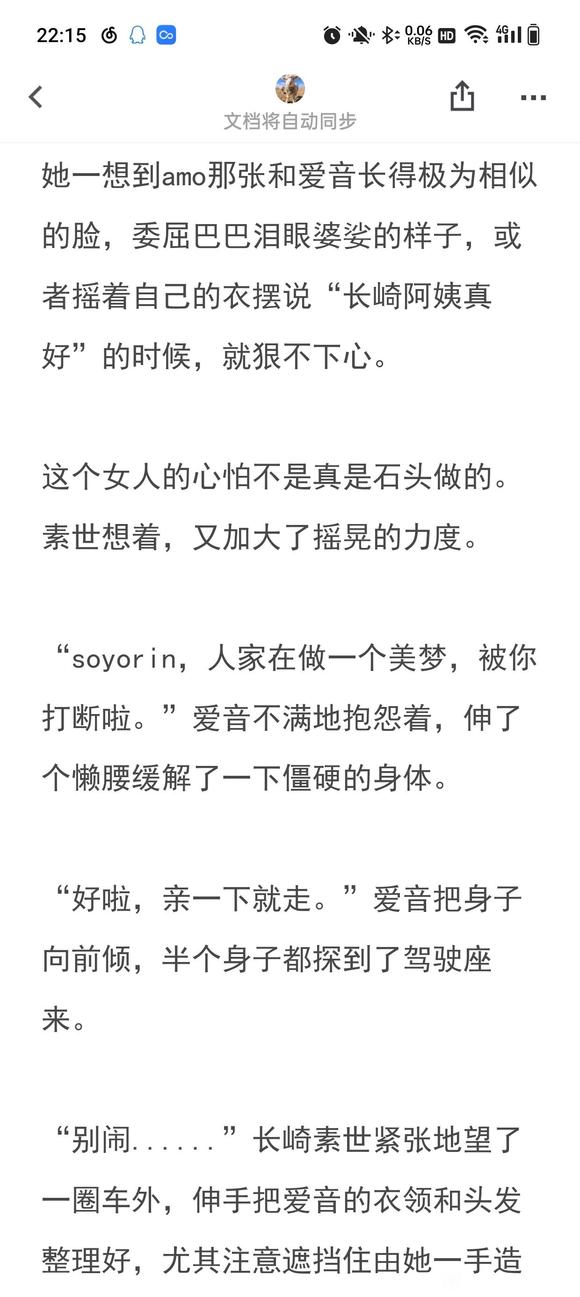 22:15
0.06
KB/S
HD
4G
文档将自动同步
她一想到amo那张和爱音长得极为相似
的脸，委屈巴巴泪眼婆娑的样子，或
者摇着自己的衣摆说“长崎阿姨真
好”的时候，就狠不下心。
这个女人的心怕不是真是石头做的。
素世想着，又加大了摇晃的力度。
“soyorin，人家在做一个美梦，被你
打断啦。”爱音不满地抱怨着，伸了
个懒腰缓解了一下僵硬的身体。
“好啦，亲一下就走。”爱音把身子
向前倾，半个身子都探到了驾驶座
来。
“别闹......”长崎素世紧张地望了
一圈车外，伸手把爱音的衣领和头发
整理好，尤其注意遮挡住由她一手造